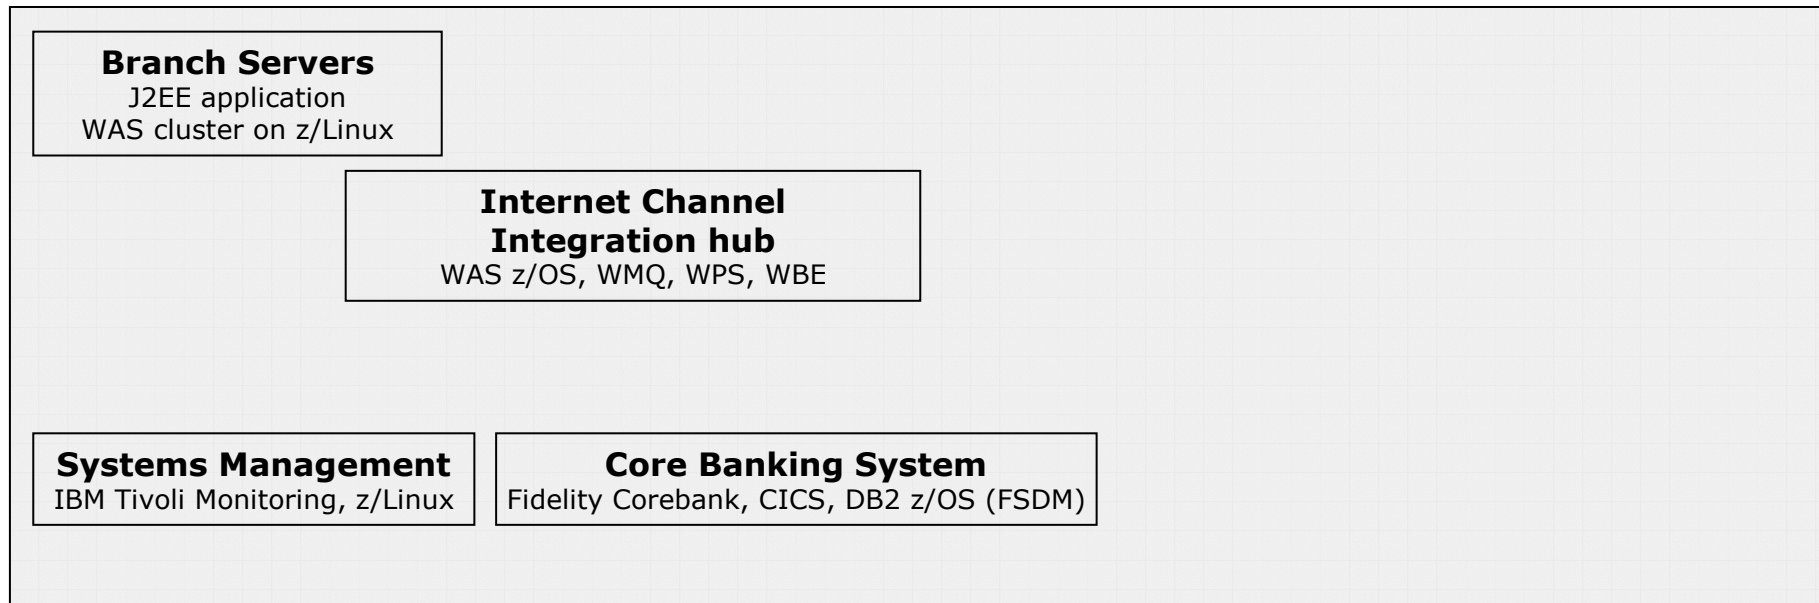 Branch Servers
J2EE application
WAS cluster on z/Linux
Internet Channel
Integration hub
WAS z/OS, WMQ, WPS, WBE
Systems Management
IBM Tivoli Monitoring, z/Linux
Core Banking System
Fidelity Corebank, CICS, DB2 z/OS (FSDM)